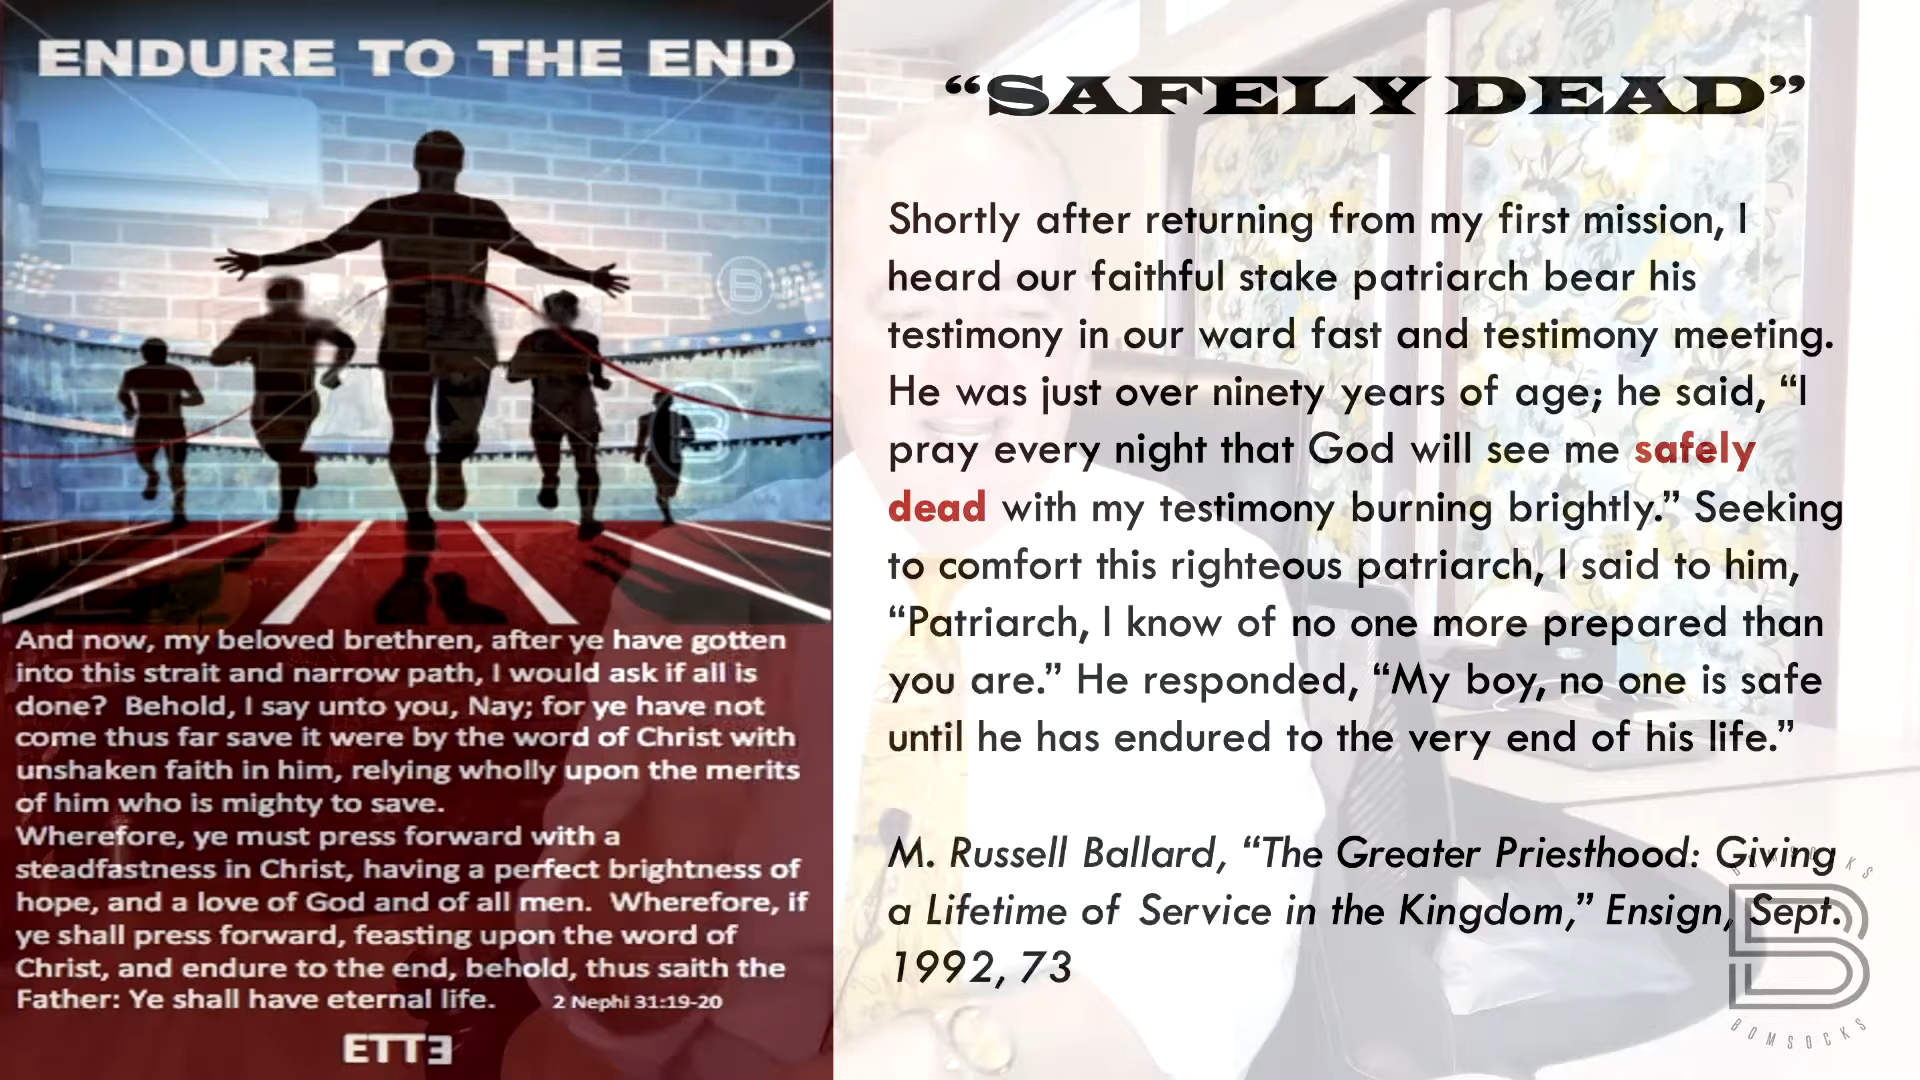 ENDURE TO THE END
And now, my beloved brethren, after ye have gotten
into this strait and narrow path, I would ask if all is
done?  Behold, I say unto you, Nay; for ye have not
come thus far save it were by the word of Christ with
unshaken faith in him, relying wholly upon the merits
of him who is mighty to save.
Wherefore, ye must press forward with a
steadfastness in Christ, having a perfect brightness of
hope, and a love of God and of all men.  Wherefore, if
ye shall press forward, feasting upon the word of
Christ, and endure to the end, behold, thus saith the
Father: Ye shall have eternal life.
2 Nephi 31:19-20
ETTE
“SAFELY DEAD”
Shortly after returning from my first mission, I
heard our faithful stake patriarch bear his
testimony in our ward fast and testimony meeting.
He was just over ninety years of age; he said, “I
pray every night that God will see me safely
dead with my testimony burning brightly.” Seeking
to comfort this righteous patriarch, I said to him,
“Patriarch, I know of no one more prepared than
you are.” He responded, “My boy, no one is safe
until he has endured to the very end of his life.”
M. Russell Ballard, “The Greater Priesthood: Giving
a Lifetime of Service in the Kingdom,” Ensign, Sept.
1992, 73
BOMSOCKS
B
BOMSOCKS